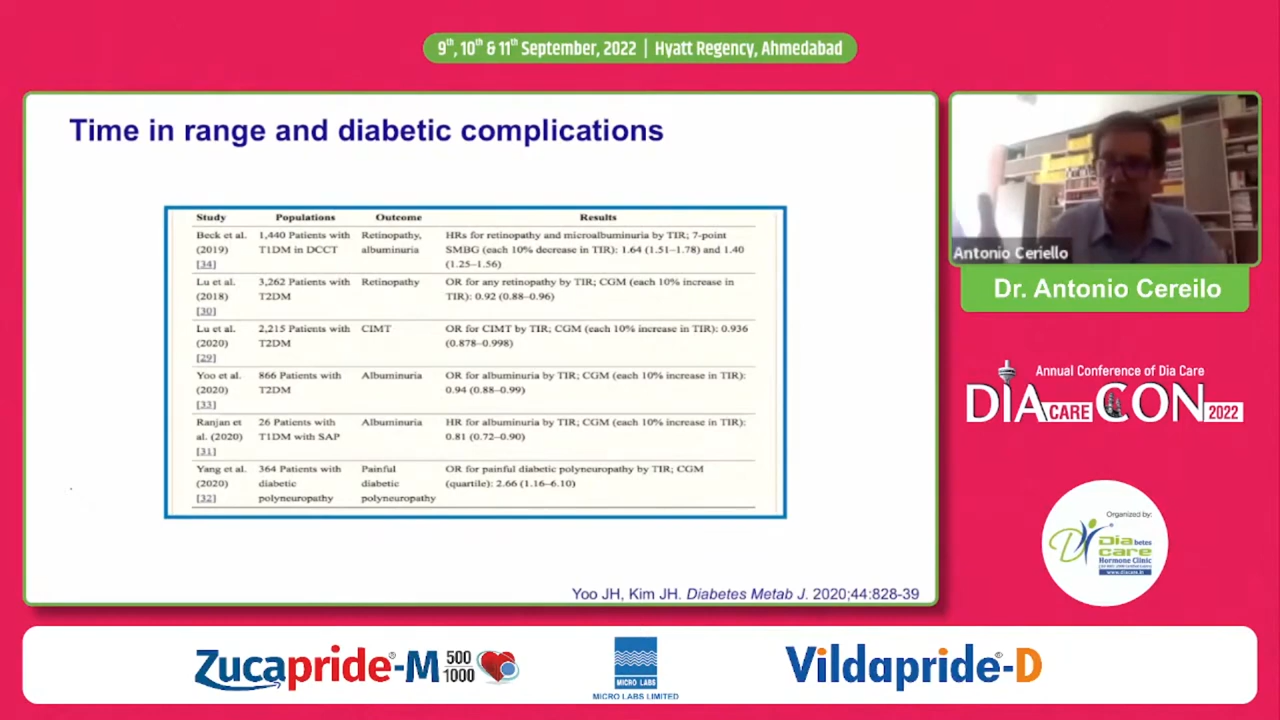 9th, 10th & 11th September, 2022 | Hyatt Regency, Ahmedabad
Time in range and diabetic complications
Study Populations Outcome Results
Beck et al. (2019) [34] 1,440 Patients with T1DM in DCCT Retinopathy, albuminuria HRs for retinopathy and microalbuminuria by TIR; 7-point SMBG (each 10% decrease in TIR): 1.64 (1.51–1.78) and 1.40 (1.25–1.56)
Lu et al. (2018) [30] 3,262 Patients with T2DM Retinopathy OR for any retinopathy by TIR; CGM (each 10% increase in TIR): 0.92 (0.88–0.96)
Lu et al. (2020) [29] 2,215 Patients with T2DM CIMT OR for CIMT by TIR; CGM (each 10% increase in TIR): 0.936 (0.878–0.998)
Yoo et al. (2020) [33] 866 Patients with T2DM Albuminuria OR for albuminuria by TIR; CGM (each 10% increase in TIR): 0.94 (0.88–0.99)
Ranjan et al. (2020) [31] 26 Patients with T1DM with SAP Albuminuria HR for albuminuria by TIR; CGM (each 10% increase in TIR): 0.81 (0.72–0.90)
Yang et al. (2020) [32] 364 Patients with diabetic polyneuropathy Painful diabetic polyneuropathy OR for painful diabetic polyneuropathy by TIR; CGM (quartile): 2.66 (1.16–6.10)
Yoo JH, Kim JH. Diabetes Metab J. 2020;44:828-39
Antonio Ceriello
Dr. Antonio Cereilo
Annual Conference of Dia Care
DIACARE CON 2022
Organized by:
Diabetes
care
Hormone Clinic
www.diacare.in
Zucapride-M 500
1000
MICRO LABS
MICRO LABS LIMITED
Vildapride-D